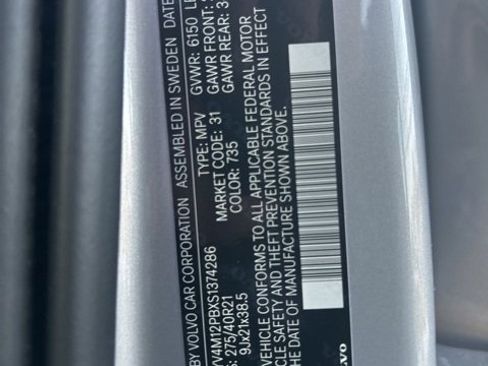 BY VOLVO CAR CORPORATION ASSEMBLED IN SWEDEN DATE
GVWR: 6150
GAWR FRONT:
TYPE: MPV GAWR REAR: 3
MARKET CODE: 31
COLOR: 735
YV4M12PBXS1374286
275/40R21
9Jx21x38.5
VEHICLE CONFORMS TO ALL APPLICABLE FEDERAL MOTOR
VEHICLE SAFETY AND THEFT PREVENTION STANDARDS IN EFFECT
THE DATE OF MANUFACTURE SHOWN ABOVE.